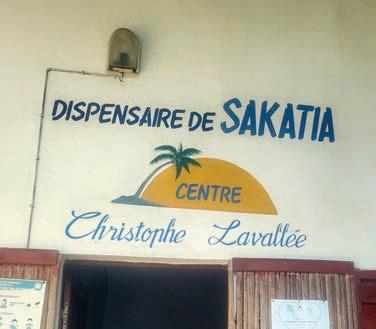 DISPENSAIRE DE SAKATIA
CENTRE
Christophe Lavallée